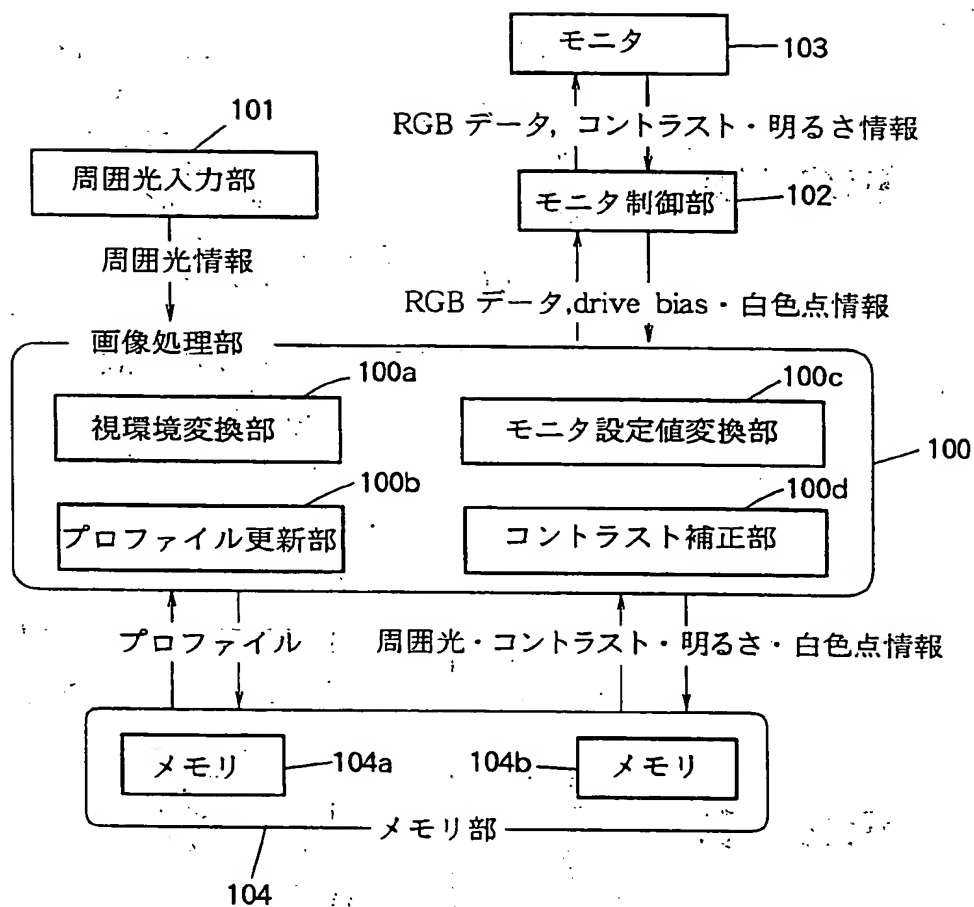 モニタ
103
RGB データ, コントラスト・明るさ情報
101
周囲光入力部
モニタ制御部
102
周囲光情報
RGB データ,drive bias・白色点情報
画像処理部
100a
100c
視環境変換部
モニタ設定値変換部
100
100b
100d
プロファイル更新部
コントラスト補正部
プロファイル
周囲光・コントラスト・明るさ・白色点情報
メモリ
104a
104b
メモリ
メモリ部
104